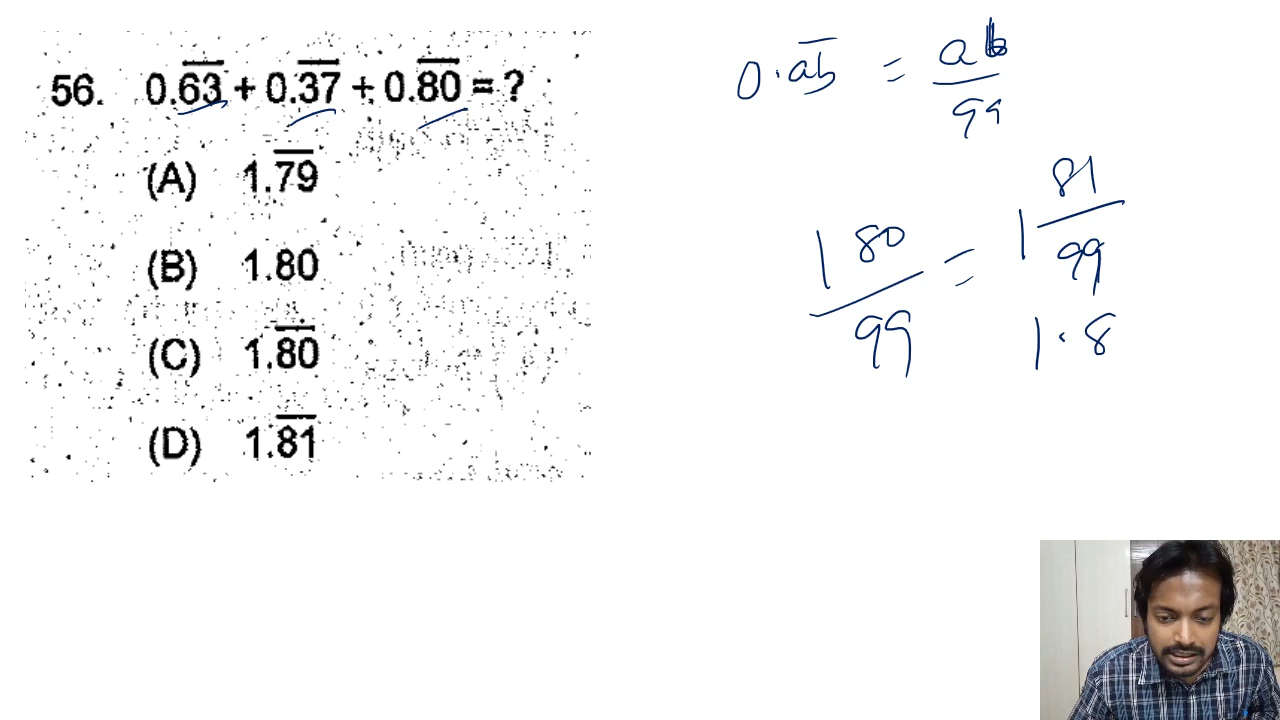 56. 0.6̅3̅ + 0.3̅7̅ + 0.8̅0̅ = ?
(A) 1.7̅9̅
(B) 1.80
(C) 1.8̅0̅
(D) 1.8̅1̅
0.a̅b̅ = ab/99
180/99 = 1 81/99
1.8